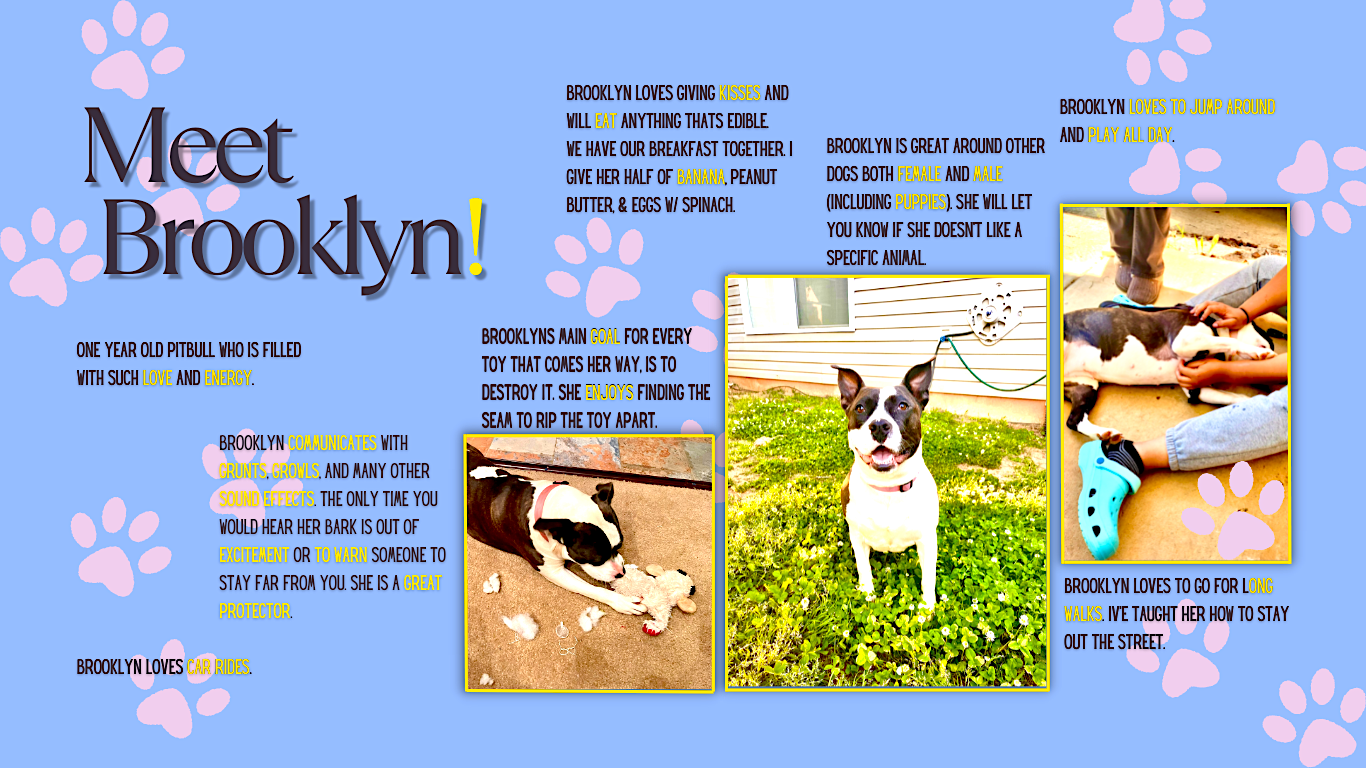 Meet
Brooklyn!
ONE YEAR OLD PITBULL WHO IS FILLED
WITH SUCH LOVE AND ENERGY.
BROOKLYN COMMUNICATES WITH
GRUNTS, GROWLS, AND MANY OTHER
SOUND EFFECTS. THE ONLY TIME YOU
WOULD HEAR HER BARK IS OUT OF
EXCITEMENT OR TO WARN SOMEONE TO
STAY FAR FROM YOU. SHE IS A GREAT
PROTECTOR.
BROOKLYN LOVES CAR RIDES.
BROOKLYN LOVES GIVING KISSES AND
WILL EAT ANYTHING THATS EDIBLE.
WE HAVE OUR BREAKFAST TOGETHER. I
GIVE HER HALF OF BANANA, PEANUT
BUTTER, & EGGS W/ SPINACH.
BROOKLYNS MAIN GOAL FOR EVERY
TOY THAT COMES HER WAY, IS TO
DESTROY IT. SHE ENJOYS FINDING THE
SEAM TO RIP THE TOY APART.
BROOKLYN IS GREAT AROUND OTHER
DOGS BOTH FEMALE AND MALE
(INCLUDING PUPPIES). SHE WILL LET
YOU KNOW IF SHE DOESN'T LIKE A
SPECIFIC ANIMAL.
BROOKLYN LOVES TO JUMP AROUND
AND PLAY ALL DAY.
BROOKLYN LOVES TO GO FOR LONG
WALKS. IV'E TAUGHT HER HOW TO STAY
OUT THE STREET.